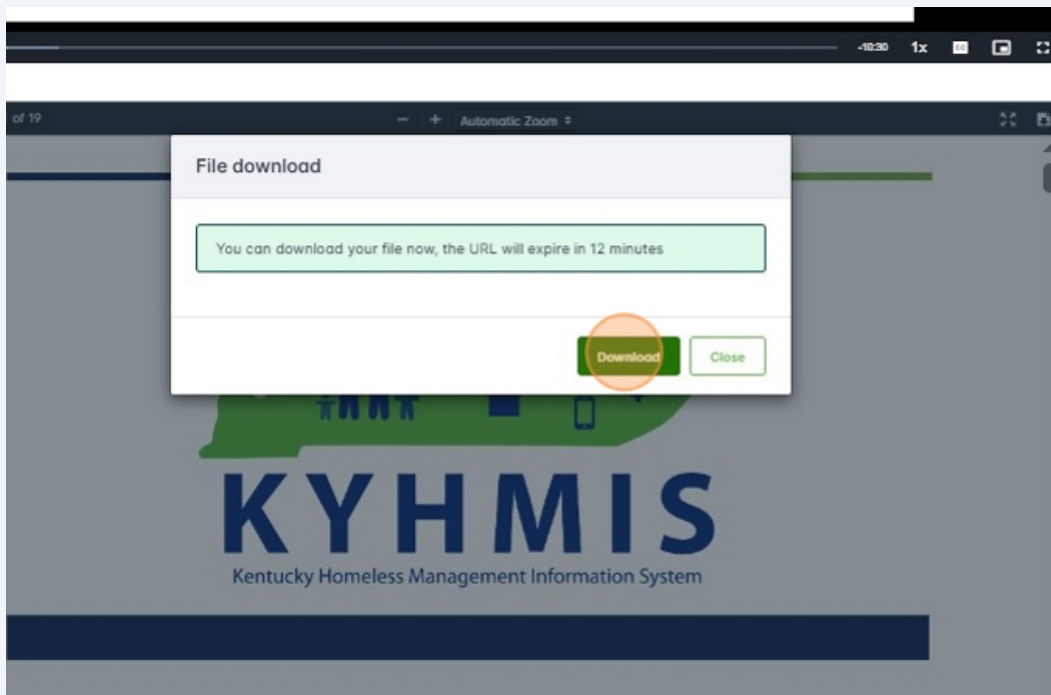 -10:30 1x CC
of 19 − + Automatic Zoom
File download
You can download your file now, the URL will expire in 12 minutes
Download Close
KYHMIS
Kentucky Homeless Management Information System